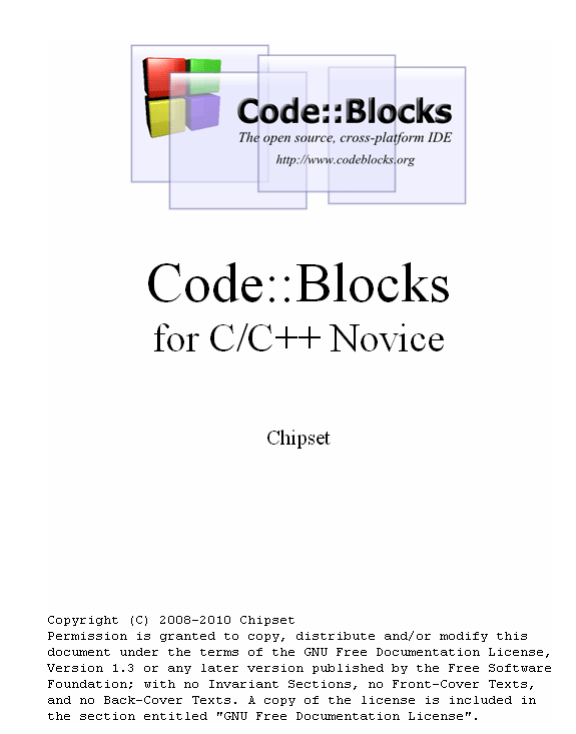 Code::Blocks
The open source, cross-platform IDE
http://www.codeblocks.org
Code::Blocks
for C/C++ Novice
Chipset
Copyright (C) 2008-2010 Chipset
Permission is granted to copy, distribute and/or modify this
document under the terms of the GNU Free Documentation License,
Version 1.3 or any later version published by the Free Software
Foundation; with no Invariant Sections, no Front-Cover Texts,
and no Back-Cover Texts. A copy of the license is included in
the section entitled "GNU Free Documentation License".